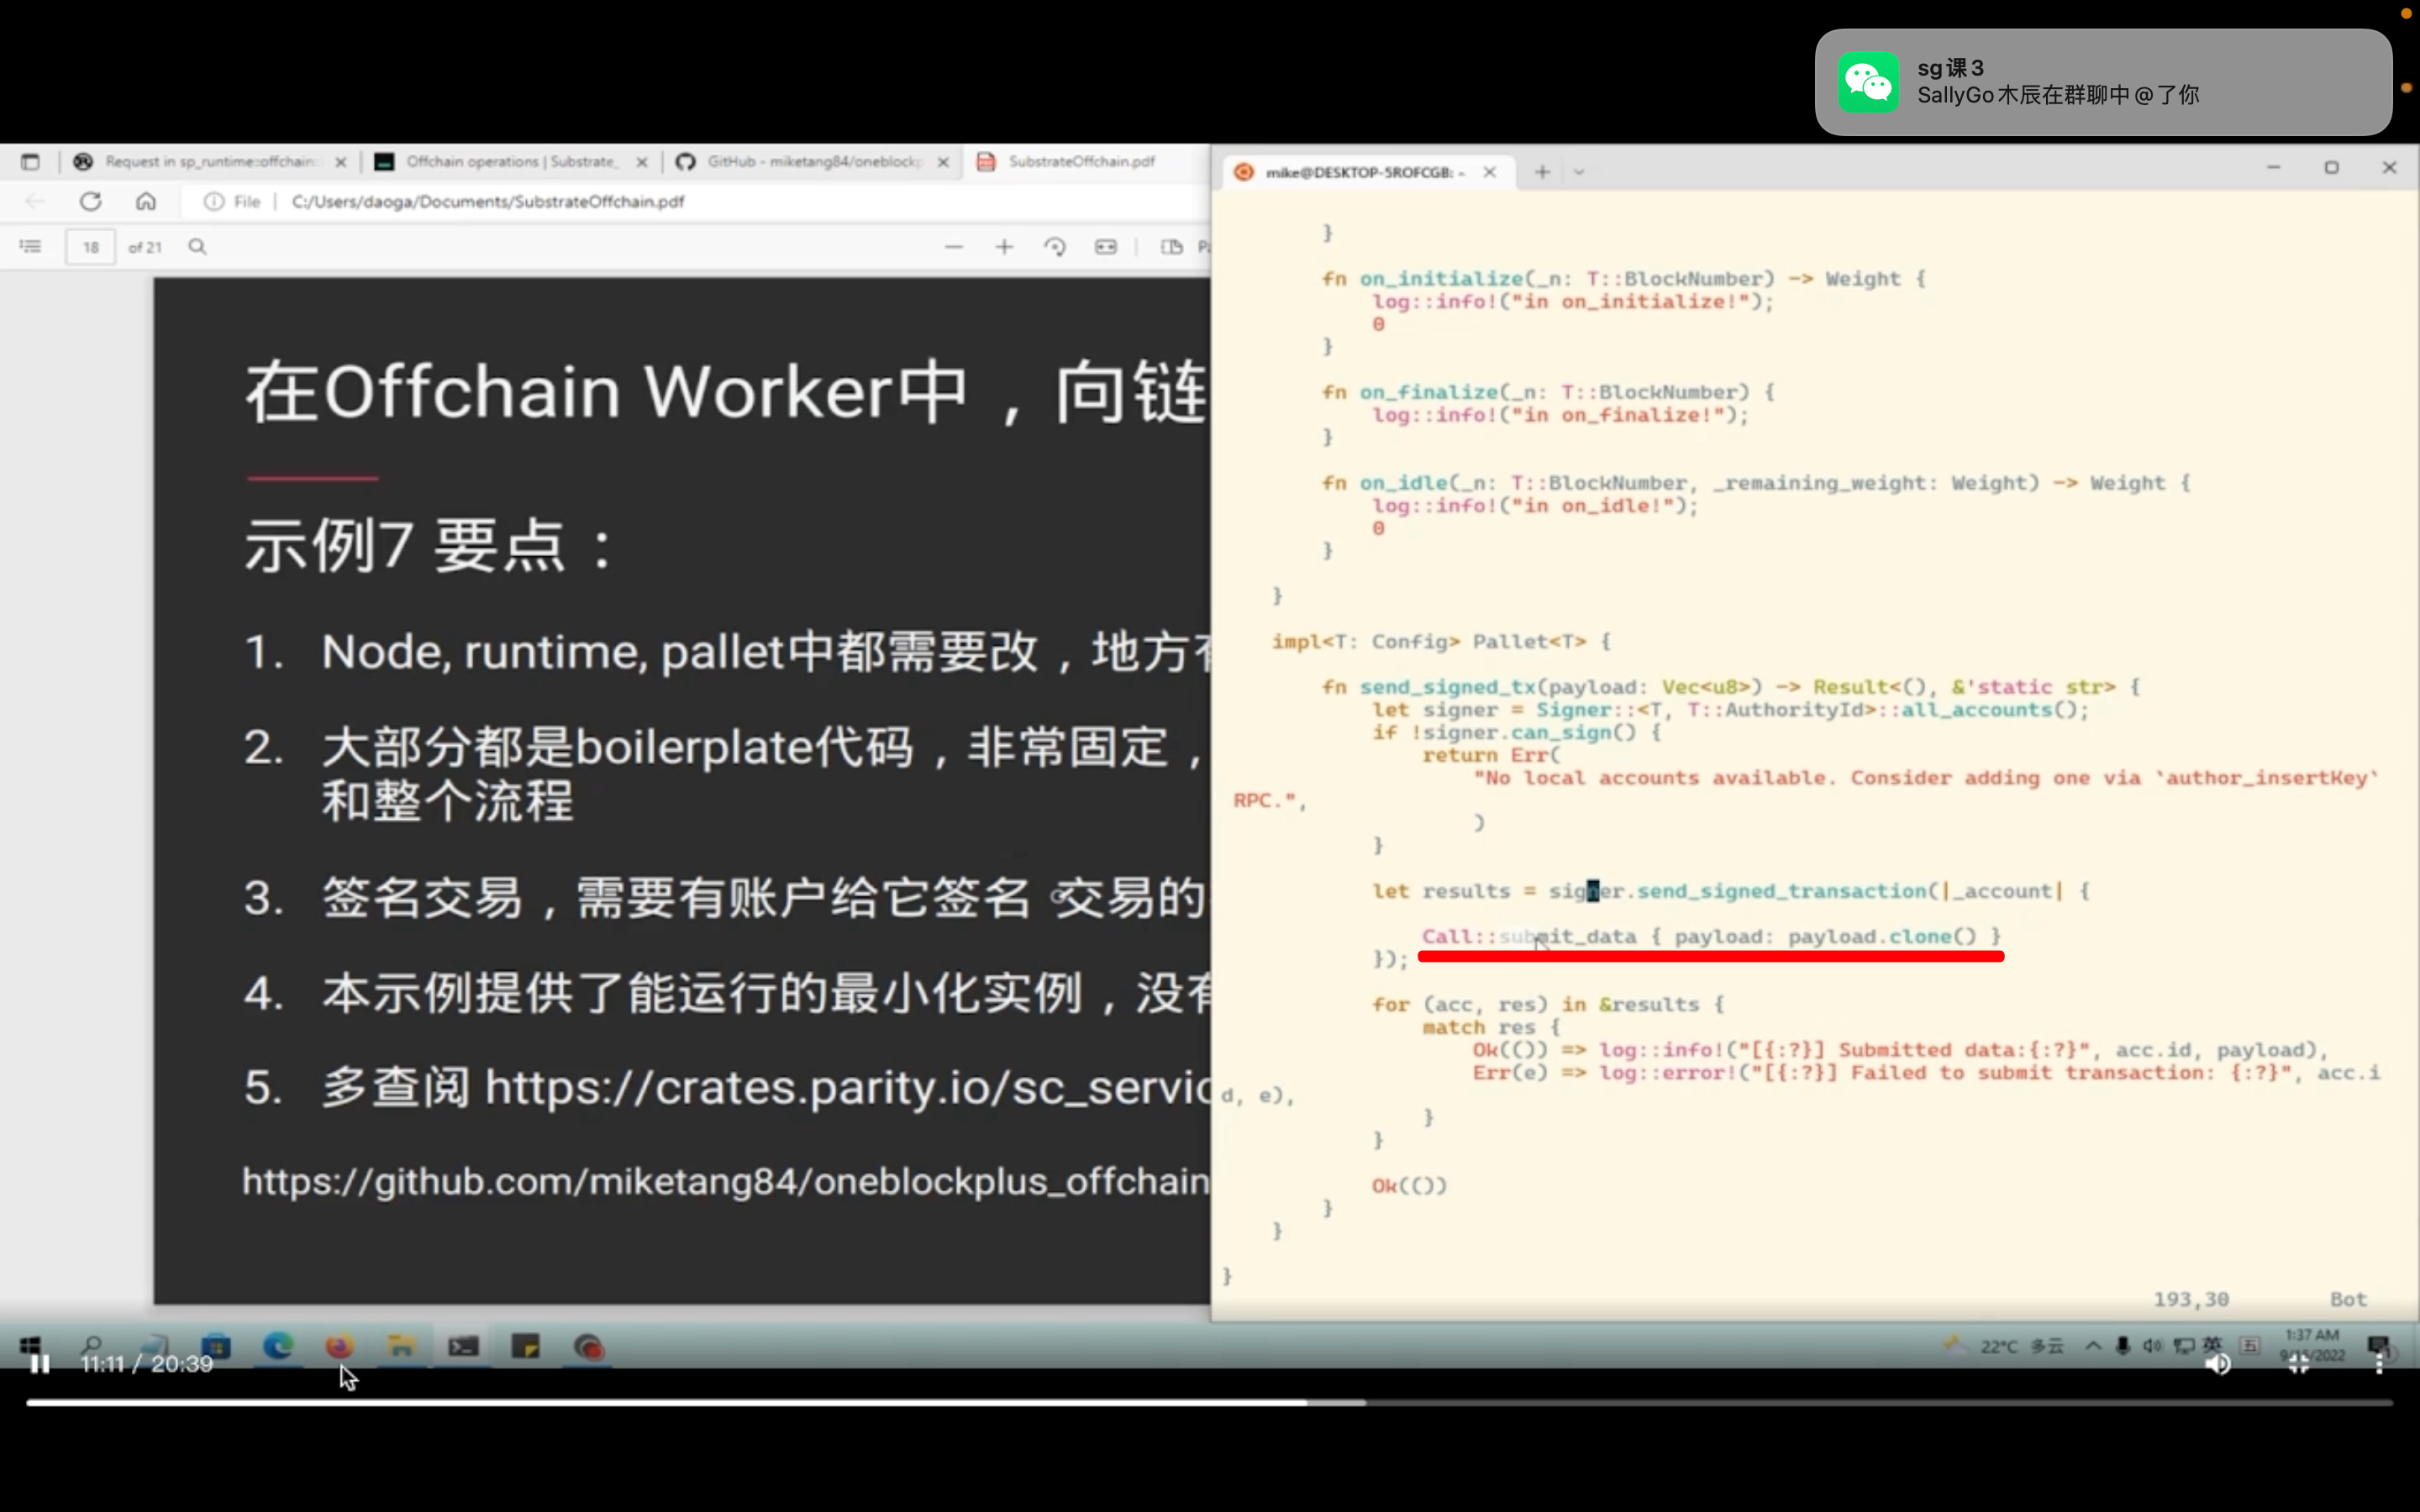 sg课3
SallyGo木辰在群聊中@了你
Request in sp_runtime::offchain:
Offchain operations | Substrate_
GitHub - miketang84/oneblockp
SubstrateOffchain.pdf
mike@DESKTOP-5ROFCGB: ~
File
C:/Users/daoga/Documents/SubstrateOffchain.pdf
18 of 21
在Offchain Worker中，向链
示例7 要点：
1. Node, runtime, pallet中都需要改，地方
2. 大部分都是boilerplate代码，非常固定，
和整个流程
3. 签名交易，需要有账户给它签名 交易的
4. 本示例提供了能运行的最小化实例，没有
5. 多查阅 https://crates.parity.io/sc_servic
https://github.com/miketang84/oneblockplus_offchain
}
fn on_initialize(_n: T::BlockNumber) -> Weight {
log::info!("in on_initialize!");
0
}
fn on_finalize(_n: T::BlockNumber) {
log::info!("in on_finalize!");
}
fn on_idle(_n: T::BlockNumber, _remaining_weight: Weight) -> Weight {
log::info!("in on_idle!");
0
}
}
impl<T: Config> Pallet<T> {
fn send_signed_tx(payload: Vec<u8>) -> Result<(), &'static str> {
let signer = Signer::<T, T::AuthorityId>::all_accounts();
if !signer.can_sign() {
return Err(
"No local accounts available. Consider adding one via `author_insertKey`
RPC.",
)
}
let results = signer.send_signed_transaction(|_account| {
Call::submit_data { payload: payload.clone() }
});
for (acc, res) in &results {
match res {
Ok(()) => log::info!("[{:?}] Submitted data:{:?}", acc.id, payload),
Err(e) => log::error!("[{:?}] Failed to submit transaction: {:?}", acc.i
d, e),
}
}
Ok(())
}
}
}
193,30 Bot
22°C 多云
英
五
1:37 AM
11:11 / 20:39